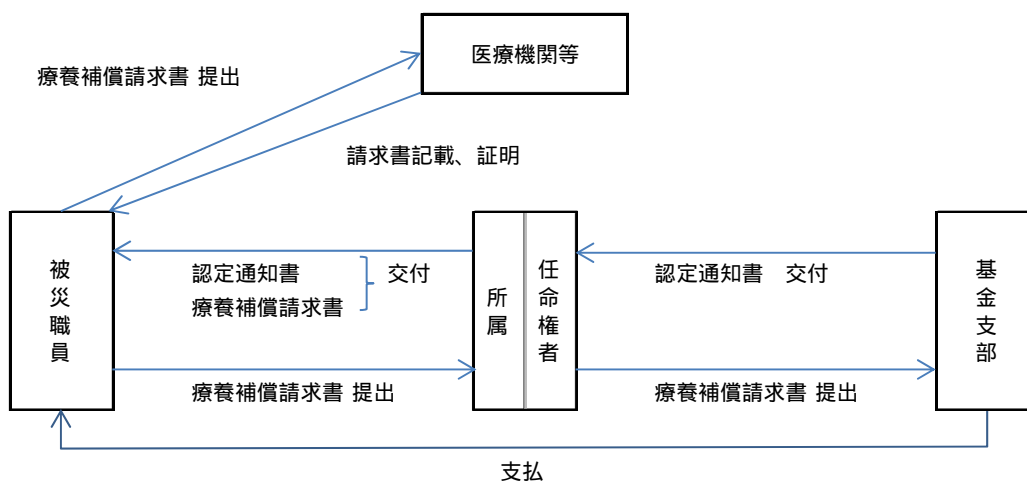 医療機関等
療養補償請求書 提出
請求書記載、証明
被災職員
認定通知書
療養補償請求書
交付
所属
任命権者
認定通知書　交付
基金支部
療養補償請求書 提出
療養補償請求書 提出
支払